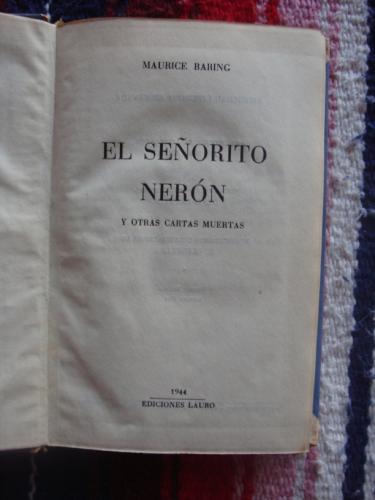 MAURICE BARING
EL SEÑORITO
NERÓN
Y OTRAS CARTAS MUERTAS
1944
EDICIONES LAURO